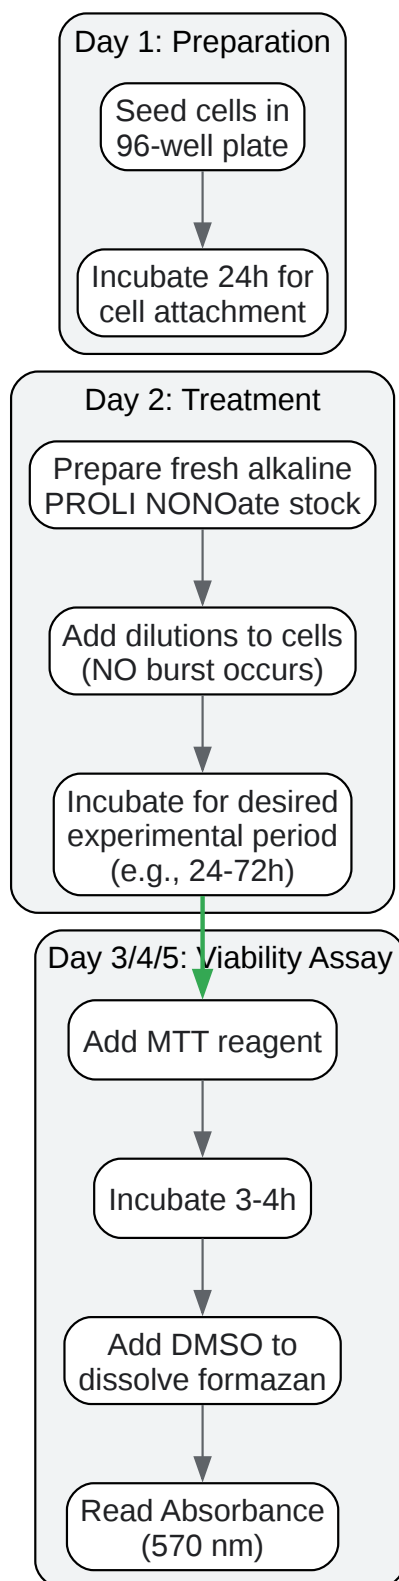 Day 1: Preparation
Seed cells in
96-well plate
Incubate 24h for
cell attachment
Day 2: Treatment
Prepare fresh alkaline
PROLI NONOate stock
Add dilutions to cells
(NO burst occurs)
Incubate for desired
experimental period
(e.g., 24-72h)
Day 3/4/5: Viability Assay
Add MTT reagent
Incubate 3-4h
Add DMSO to
dissolve formazan
Read Absorbance
(570 nm)